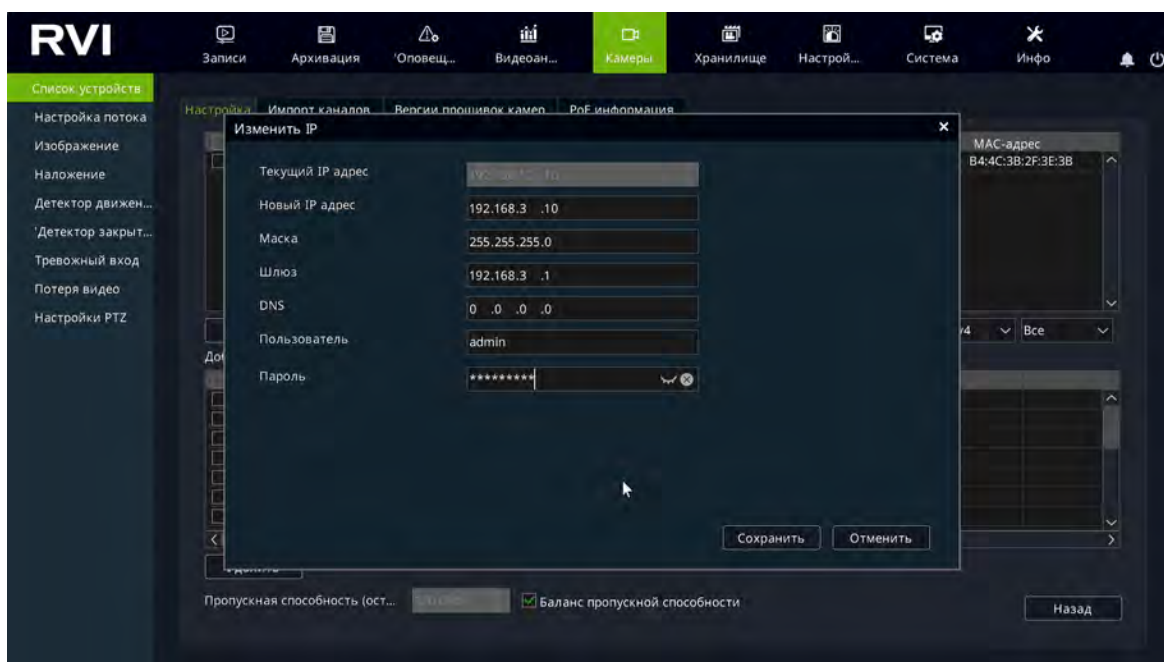 RVI
Записи
Архивация
'Оповещ...
Видеоан...
Камеры
Хранилище
Настрой...
Система
Инфо
Список устройств
Настройка потока
Изображение
Наложение
Детектор движен...
'Детектор закрыт...
Тревожный вход
Потеря видео
Настройки PTZ
Настройка
Импорт каналов
Версии прошивок камер
PoE информация
Изменить IP
MAC-адрес
B4:4C:3B:2F:3E:3B
Текущий IP адрес
Новый IP адрес 192.168.3 .10
Маска 255.255.255.0
Шлюз 192.168.3 .1
DNS 0 .0 .0 .0
Пользователь admin
Пароль *********
Все
Сохранить
Отменить
Пропускная способность (ост...
Баланс пропускной способности
Назад